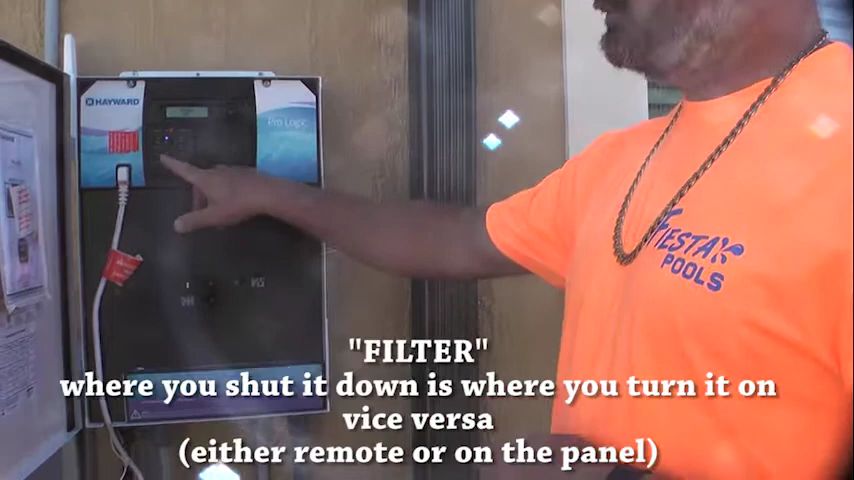 HAYWARD
Pro Logic
FIESTA
POOLS
"FILTER"
where you shut it down is where you turn it on
vice versa
(either remote or on the panel)